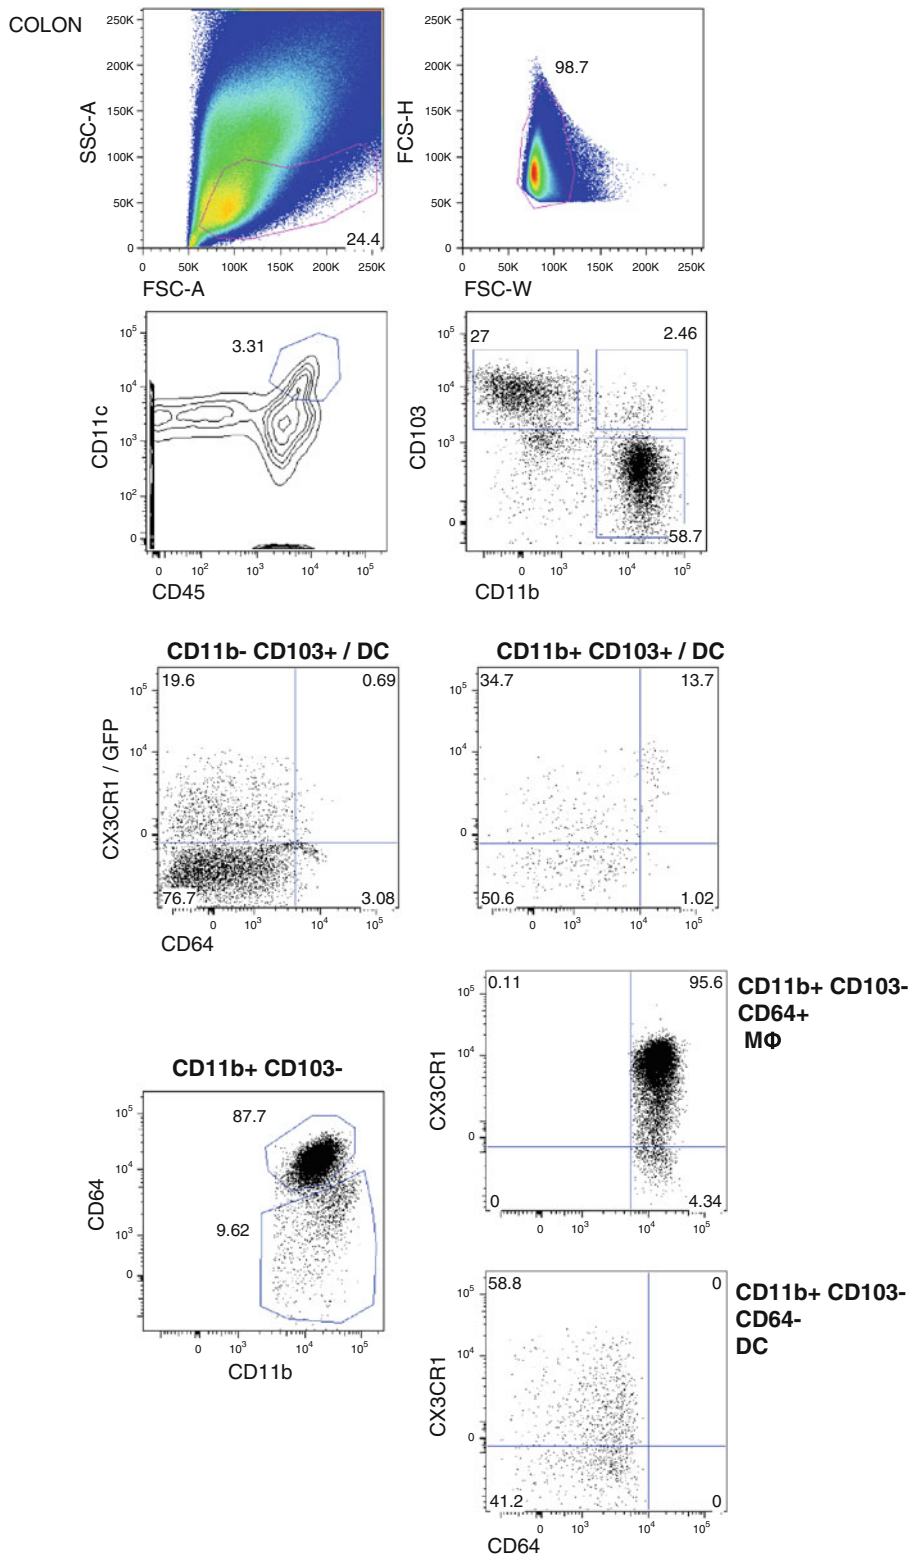 COLON
250K
200K
150K
100K
50K
0
SSC-A
24.4
0 50K 100K 150K 200K 250K
FSC-A
250K
200K
150K
100K
50K
0
FCS-H
98.7
0 50K 100K 150K 200K 250K
FSC-W
10^5
10^4
10^3
10^2
0
CD11c
3.31
0 10^2 10^3 10^4 10^5
CD45
10^5
10^4
10^3
0
CD103
27 2.46
58.7
0 10^3 10^4 10^5
CD11b
CD11b- CD103+ / DC
19.6 0.69
10^5
10^4
0
CX3CR1 / GFP
76.7 3.08
0 10^3 10^4 10^5
CD64
CD11b+ CD103+ / DC
34.7 13.7
10^5
10^4
0
50.6 1.02
0 10^3 10^4 10^5
0.11 95.6
10^5
10^4
0
CX3CR1
0 4.34
0 10^3 10^4 10^5
CD11b+ CD103-
CD64+
MΦ
CD11b+ CD103-
87.7
10^5
10^4
10^3
0
CD64
9.62
0 10^3 10^4 10^5
CD11b
58.8 0
10^5
10^4
0
CX3CR1
41.2 0
0 10^3 10^4 10^5
CD64
CD11b+ CD103-
CD64-
DC